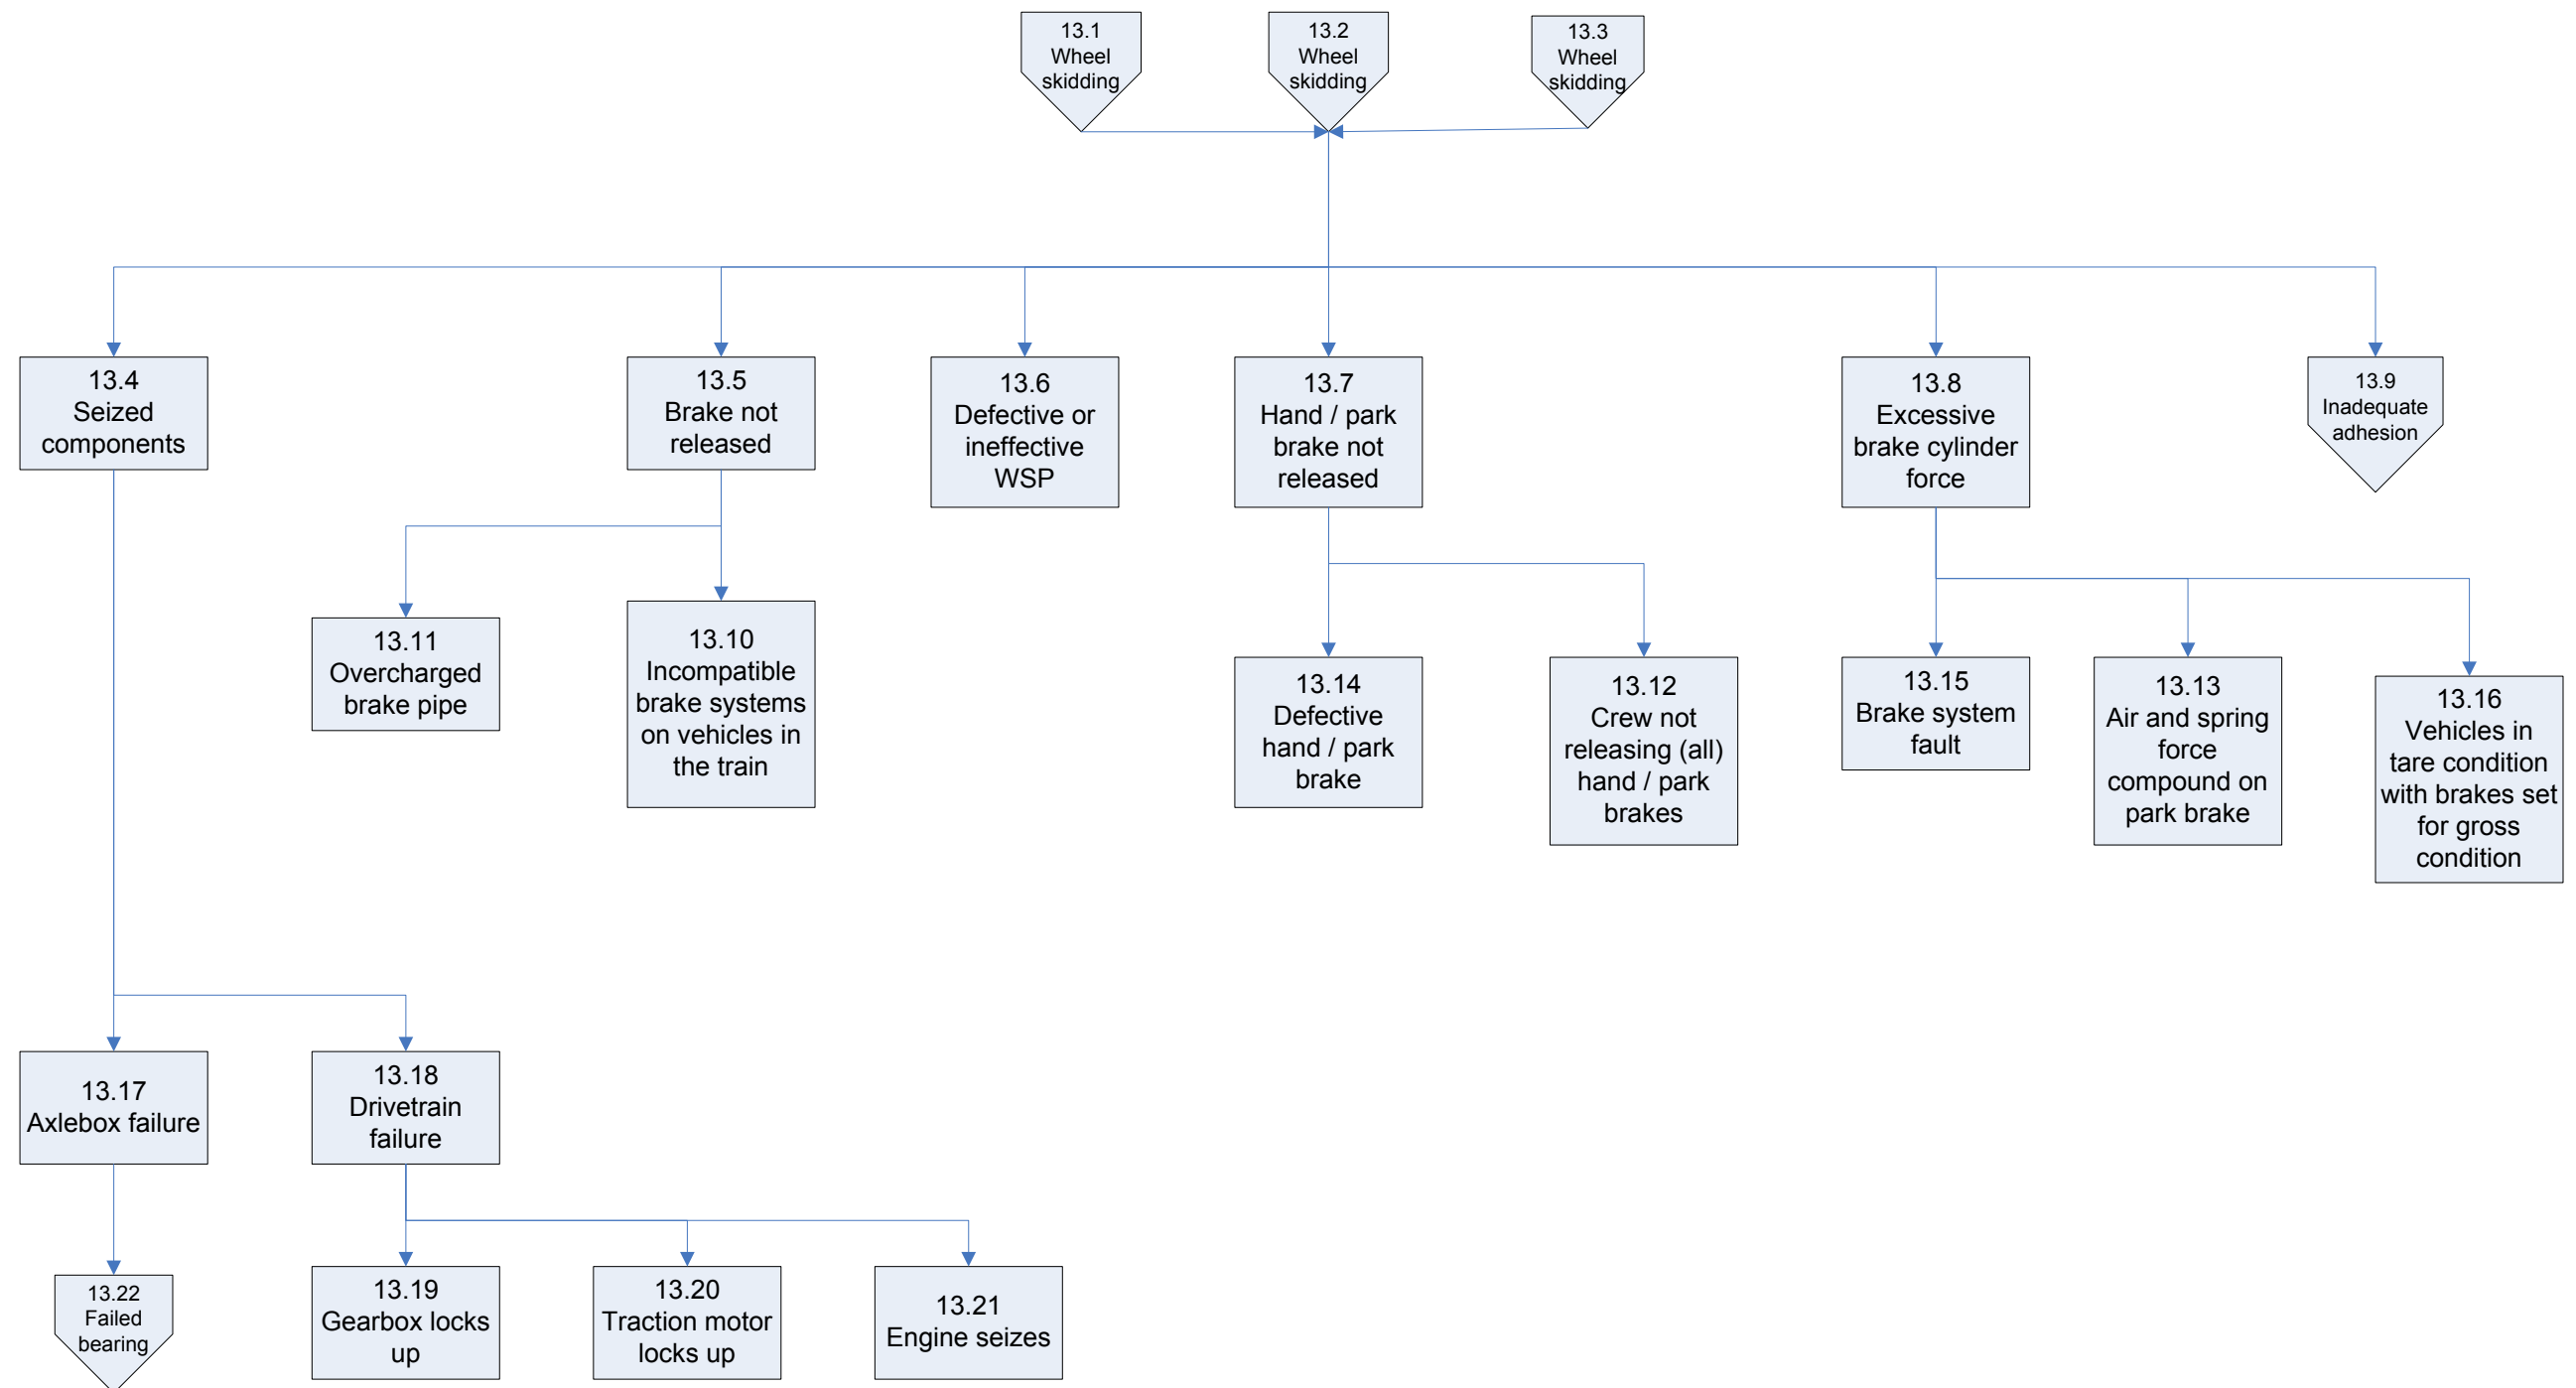 13.1
Wheel
skidding
13.2
Wheel
skidding
13.3
Wheel
skidding
13.4
Seized
components
13.5
Brake not
released
13.6
Defective or
ineffective
WSP
13.7
Hand / park
brake not
released
13.8
Excessive
brake cylinder
force
13.9
Inadequate
adhesion
13.11
Overcharged
brake pipe
13.10
Incompatible
brake systems
on vehicles in
the train
13.14
Defective
hand / park
brake
13.12
Crew not
releasing (all)
hand / park
brakes
13.15
Brake system
fault
13.13
Air and spring
force
compound on
park brake
13.16
Vehicles in
tare condition
with brakes set
for gross
condition
13.17
Axlebox failure
13.18
Drivetrain
failure
13.22
Failed
bearing
13.19
Gearbox locks
up
13.20
Traction motor
locks up
13.21
Engine seizes